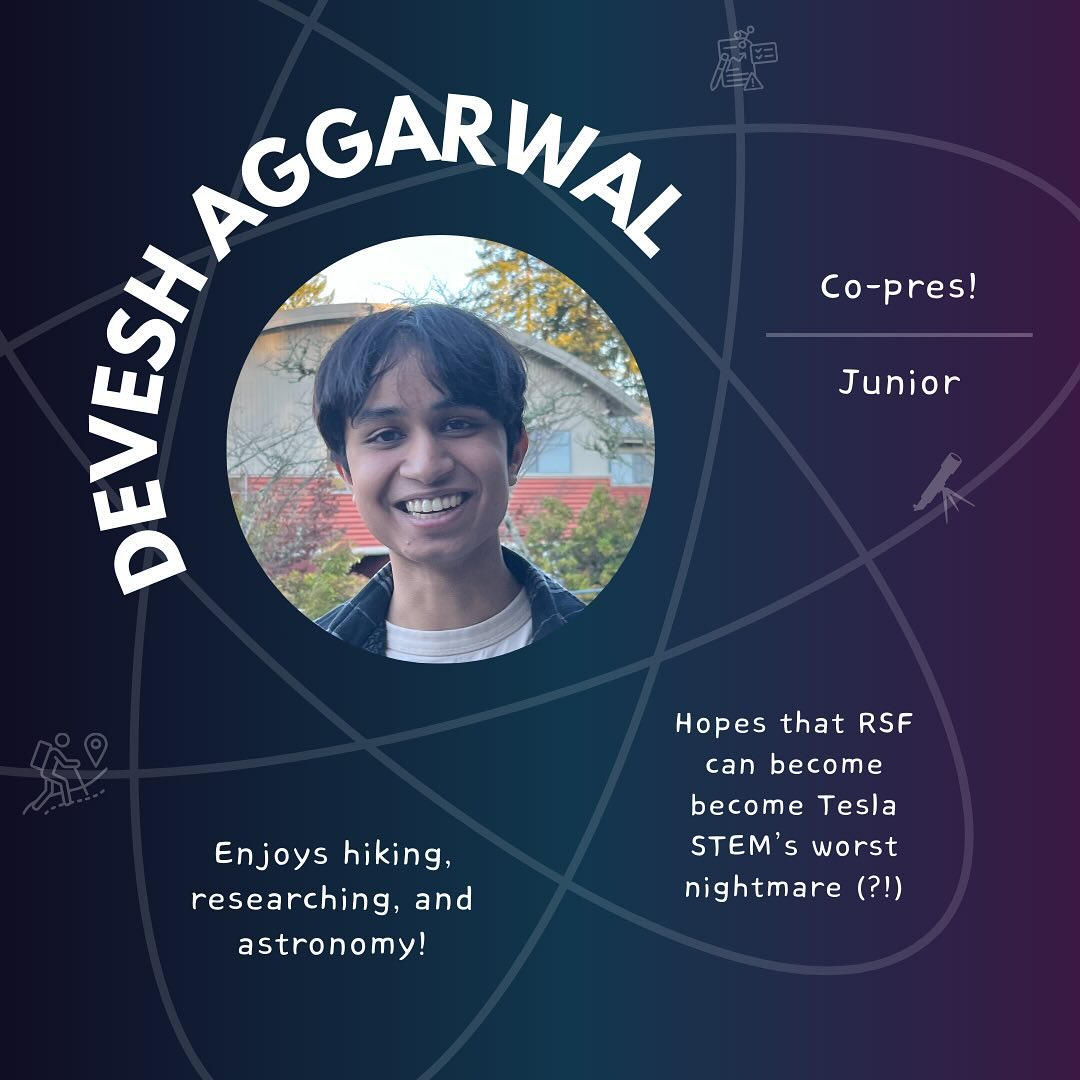 DEVESH AGGARWAL
Co-pres!
Junior
Hopes that RSF
can become
become Tesla
STEM's worst
nightmare (?!)
Enjoys hiking,
researching, and
astronomy!